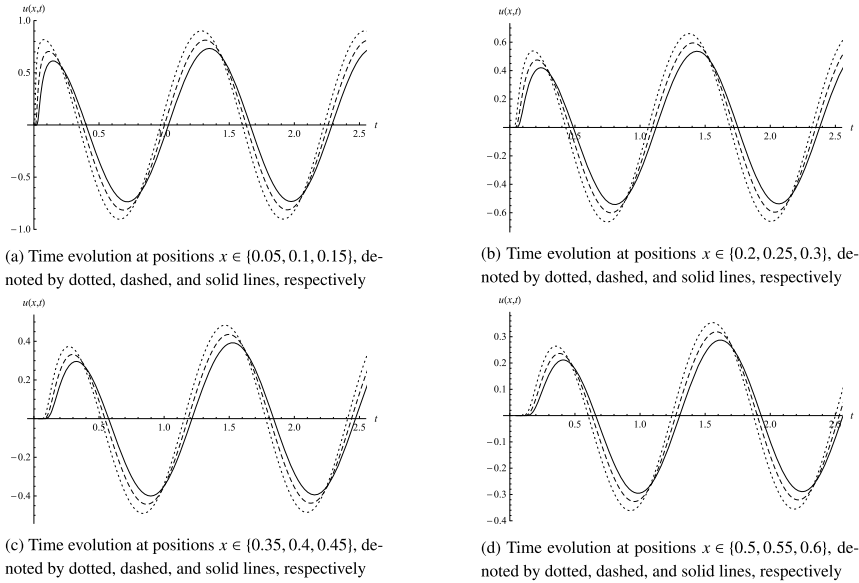 u(x,t)
1.0
0.5
−0.5
−1.0
0.5 1.0 1.5 2.0 2.5 t
(a) Time evolution at positions x ∈ {0.05, 0.1, 0.15}, de-
noted by dotted, dashed, and solid lines, respectively
u(x,t)
0.6
0.4
0.2
−0.2
−0.4
−0.6
0.5 1.0 1.5 2.0 2.5 t
(b) Time evolution at positions x ∈ {0.2, 0.25, 0.3}, de-
noted by dotted, dashed, and solid lines, respectively
u(x,t)
0.4
0.2
−0.2
−0.4
0.5 1.0 1.5 2.0 2.5 t
(c) Time evolution at positions x ∈ {0.35, 0.4, 0.45}, de-
noted by dotted, dashed, and solid lines, respectively
u(x,t)
0.3
0.2
0.1
−0.1
−0.2
−0.3
−0.4
0.5 1.0 1.5 2.0 2.5 t
(d) Time evolution at positions x ∈ {0.5, 0.55, 0.6}, de-
noted by dotted, dashed, and solid lines, respectively